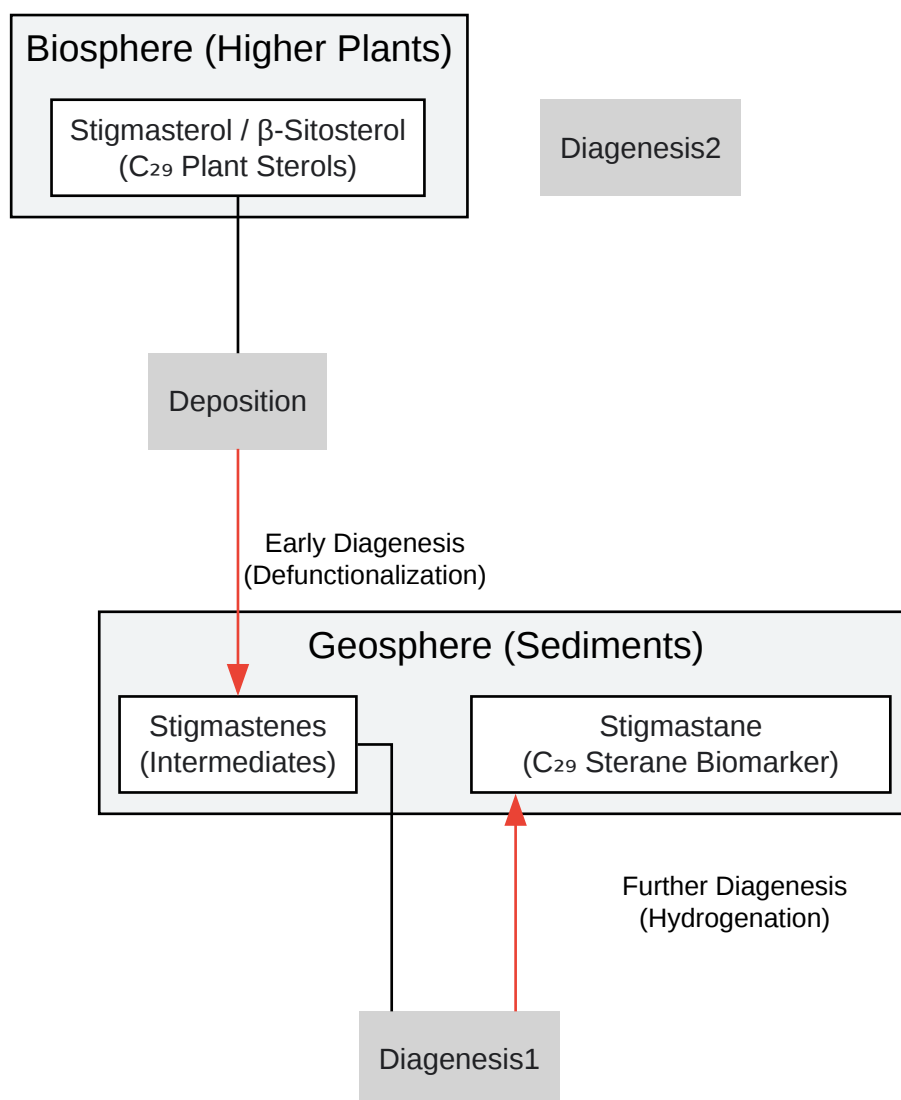 Biosphere (Higher Plants)
Stigmasterol / β-Sitosterol
(C₂₉ Plant Sterols)
Diagenesis2
Deposition
Early Diagenesis
(Defunctionalization)
Geosphere (Sediments)
Stigmastenes
(Intermediates)
Stigmastane
(C₂₉ Sterane Biomarker)
Further Diagenesis
(Hydrogenation)
Diagenesis1